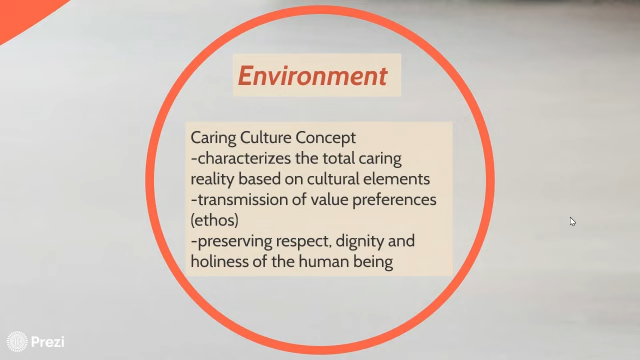 Environment
Caring Culture Concept
-characterizes the total caring
reality based on cultural elements
-transmission of value preferences
(ethos)
-preserving respect, dignity and
holiness of the human being
Prezi